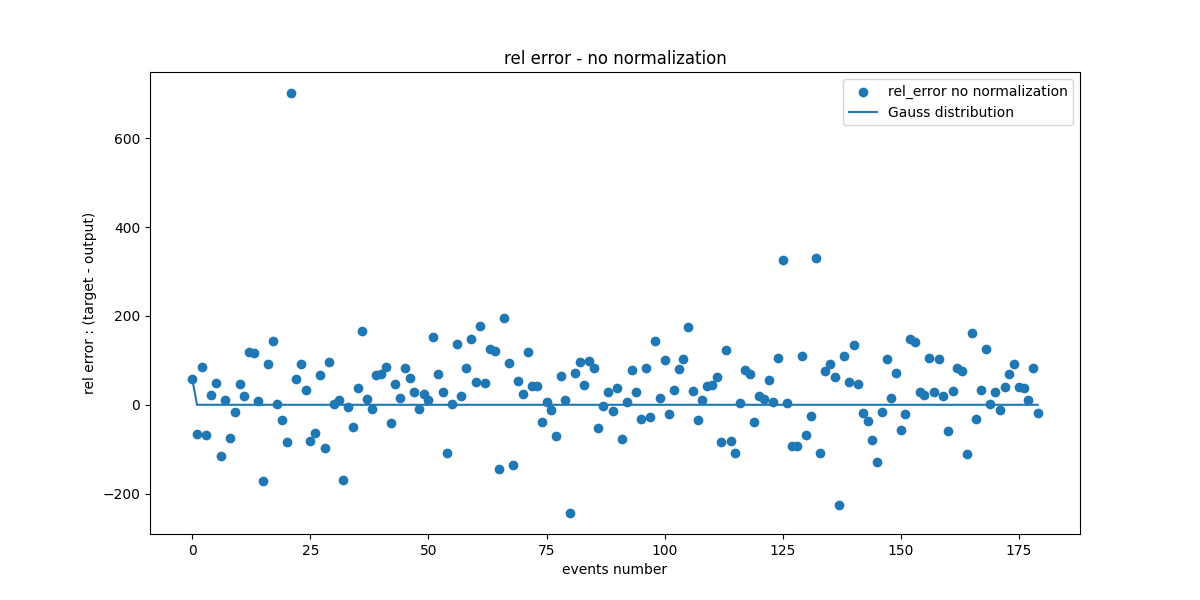 rel error - no normalization
rel_error no normalization
Gauss distribution
rel error : (target - output)
600
400
200
0
−200
0 25 50 75 100 125 150 175
events number